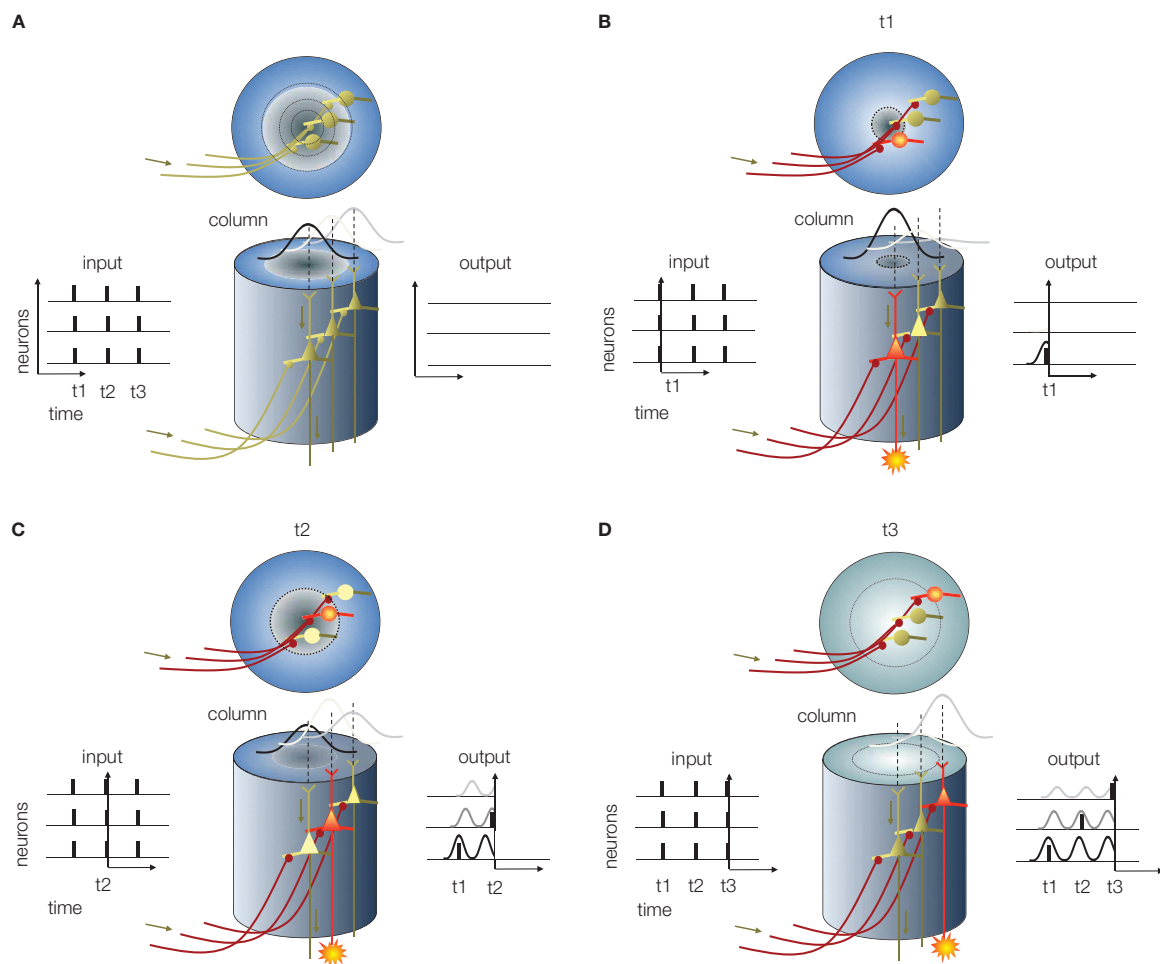 A
column
input
output
neurons
t1 t2 t3
time
B
t1
column
input
output
neurons
t1
t1
time
C
t2
column
input
output
neurons
t2
t1 t2
time
D
t3
column
input
output
neurons
t1 t2 t3
t1 t2 t3
time